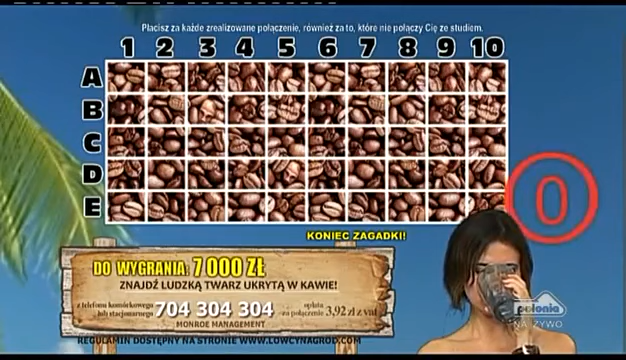 Płacisz za każde zrealizowane połączenie, również za to, które nie połączy Cię ze studiem.
1 2 3 4 5 6 7 8 9 10
A
B
C
D
E
0
KONIEC ZAGADKI!
DO WYGRANIA: 7 000 ZŁ
ZNAJDŹ LUDZKĄ TWARZ UKRYTĄ W KAWIE!
z telefonu komórkowego
lub stacjonarnego
704 304 304
opłata
za połączenie
3,92 zł z vat
MONROE MANAGEMENT
REGULAMIN DOSTĘPNY NA STRONIE WWW.LOWCYNAGROD.COM
polonia
NA ŻYWO